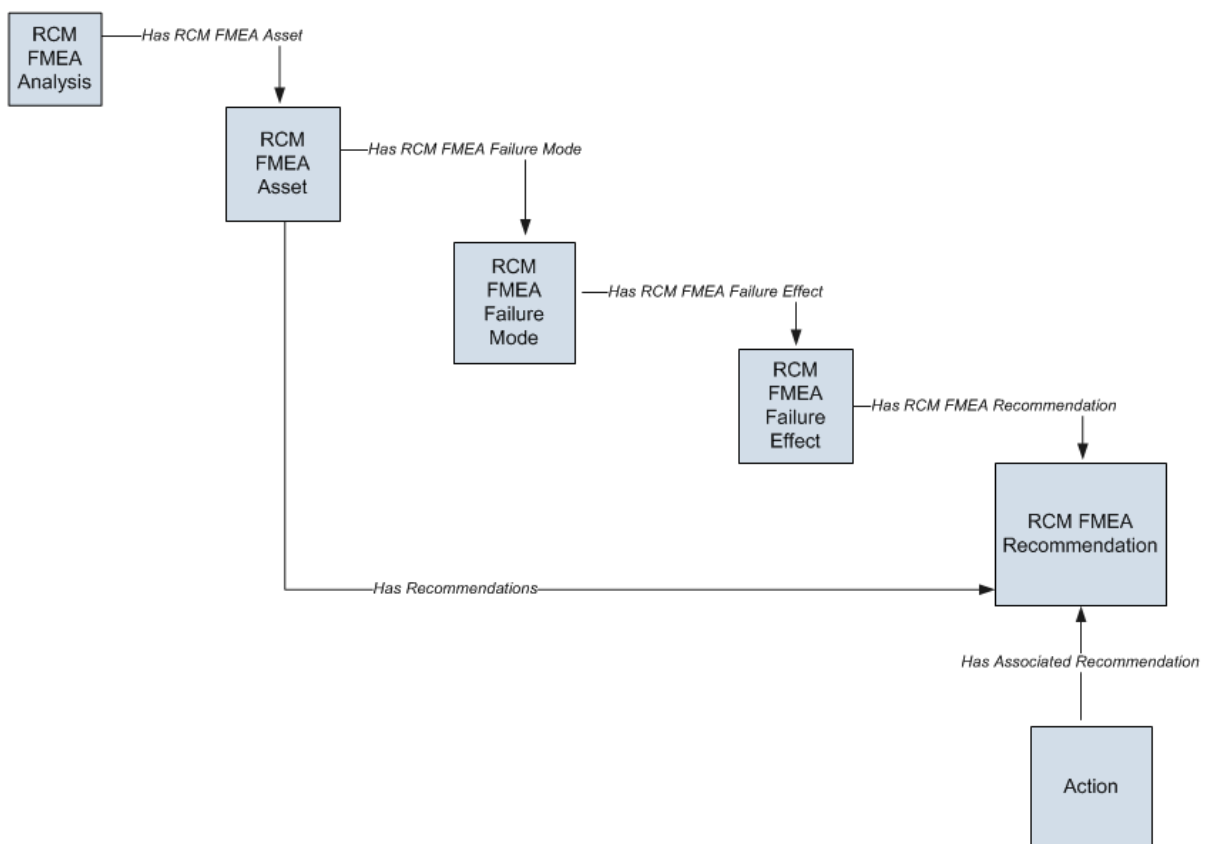 RCM
FMEA
Analysis
Has RCM FMEA Asset
RCM
FMEA
Asset
Has RCM FMEA Failure Mode
RCM
FMEA
Failure
Mode
Has RCM FMEA Failure Effect
RCM
FMEA
Failure
Effect
Has RCM FMEA Recommendation
RCM FMEA
Recommendation
Has Recommendations
Has Associated Recommendation
Action